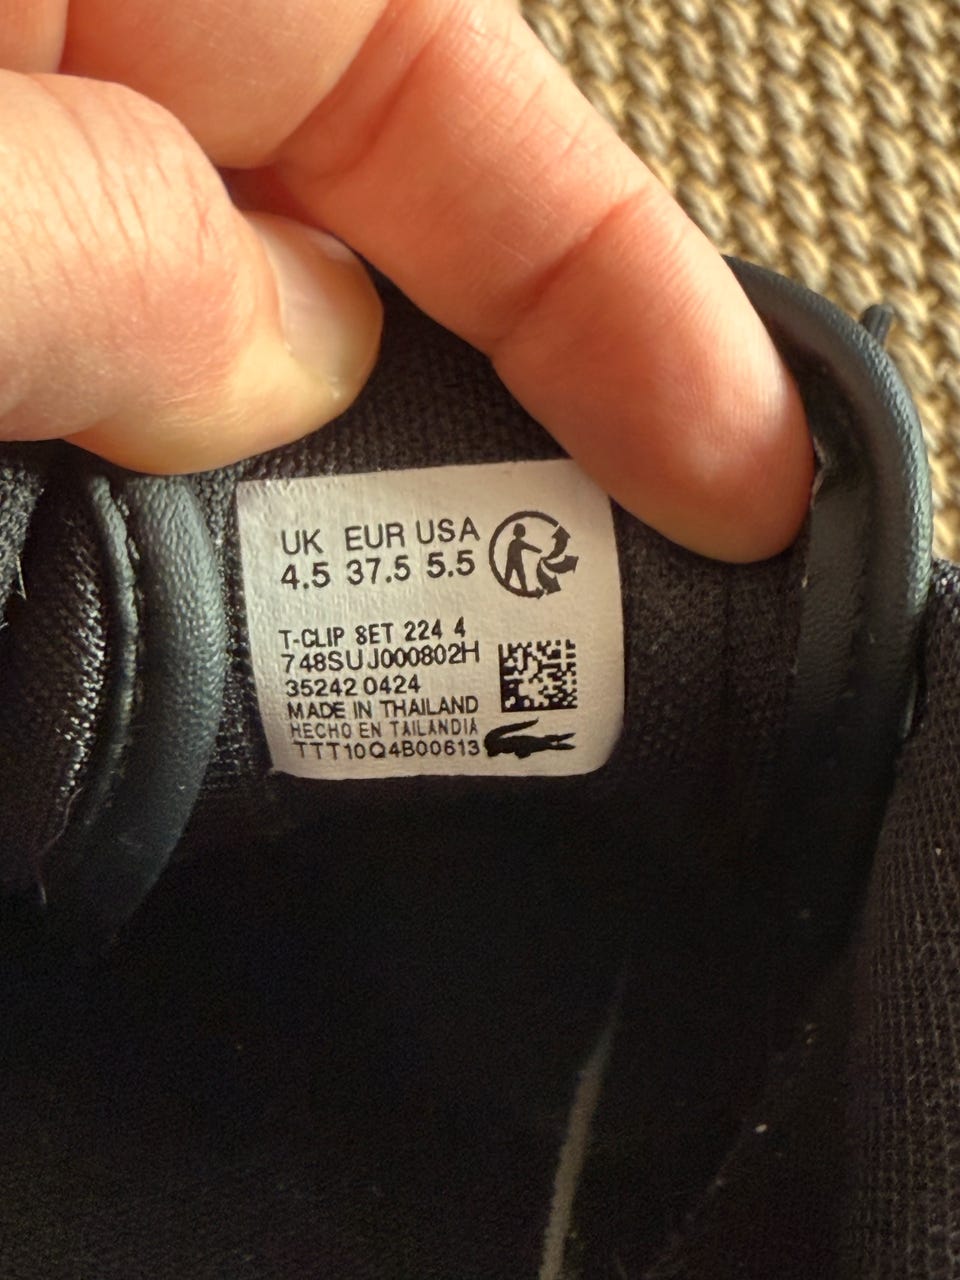 UK EUR USA
4.5 37.5 5.5
T-CLIP SET 224 4
748SUJ000802H
35242 0424
MADE IN THAILAND
HECHO EN TAILANDIA
TTT10Q4B00613